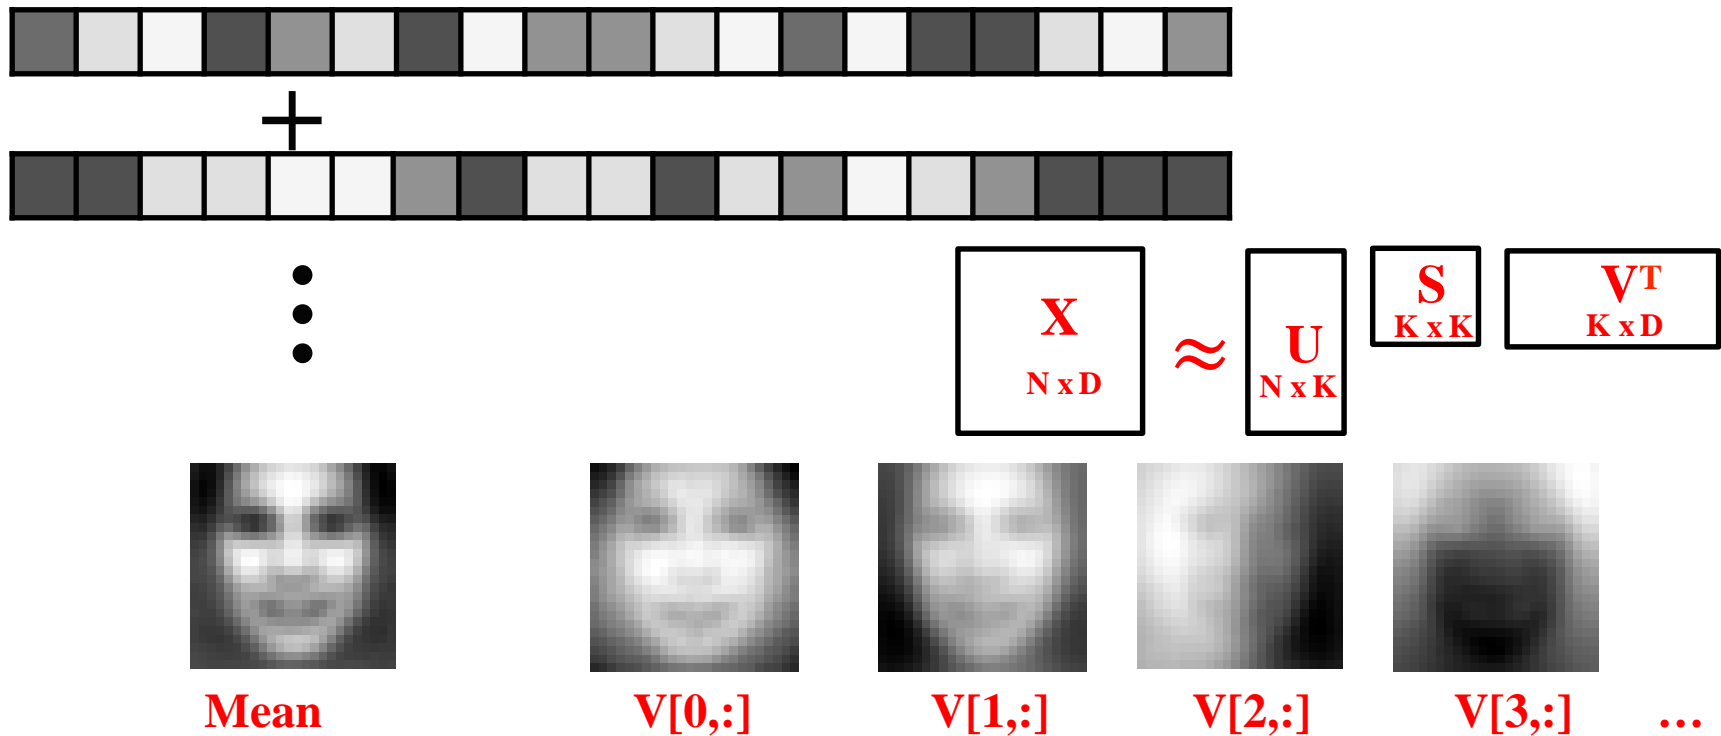 +
X
N x D
≈
U
N x K
S
K x K
Vᵀ
K x D
Mean
V[0,:]
V[1,:]
V[2,:]
V[3,:]
...